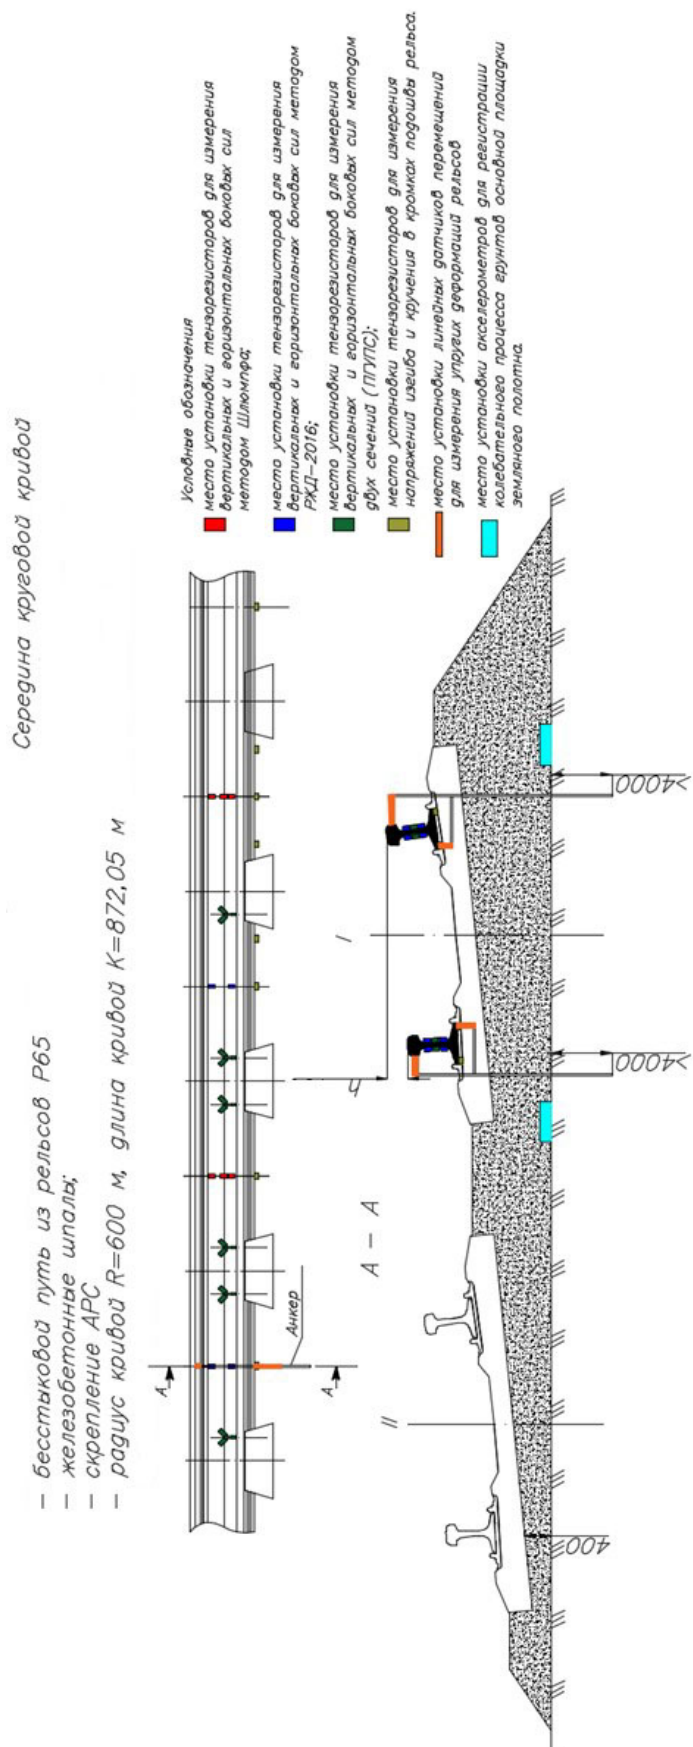 Середина круговой кривой
– бесстыковой путь из рельсов Р65
– железобетонные шпалы;
– скрепление АРС
– радиус кривой R=600 м, длина кривой К=872,05 м
Условные обозначения
место установки тензорезисторов для измерения
вертикальных и горизонтальных боковых сил
методом Шлюмпфа;
место установки тензорезисторов для измерения
вертикальных и горизонтальных боковых сил методом
РЖД–2016;
место установки тензорезисторов для измерения
вертикальных и горизонтальных боковых сил методом
двух сечений (ПГУПС);
место установки тензорезисторов для измерения
напряжений изгиба и кручения в кромках подошвы рельса.
место установки линейных датчиков перемещений
для измерения упругих деформаций рельсов
место установки акселерометров для регистрации
колебательного процесса грунтов основной площадки
земляного полотна
А
Анкер
А
А – А
h
II
I
400
>4000
>4000